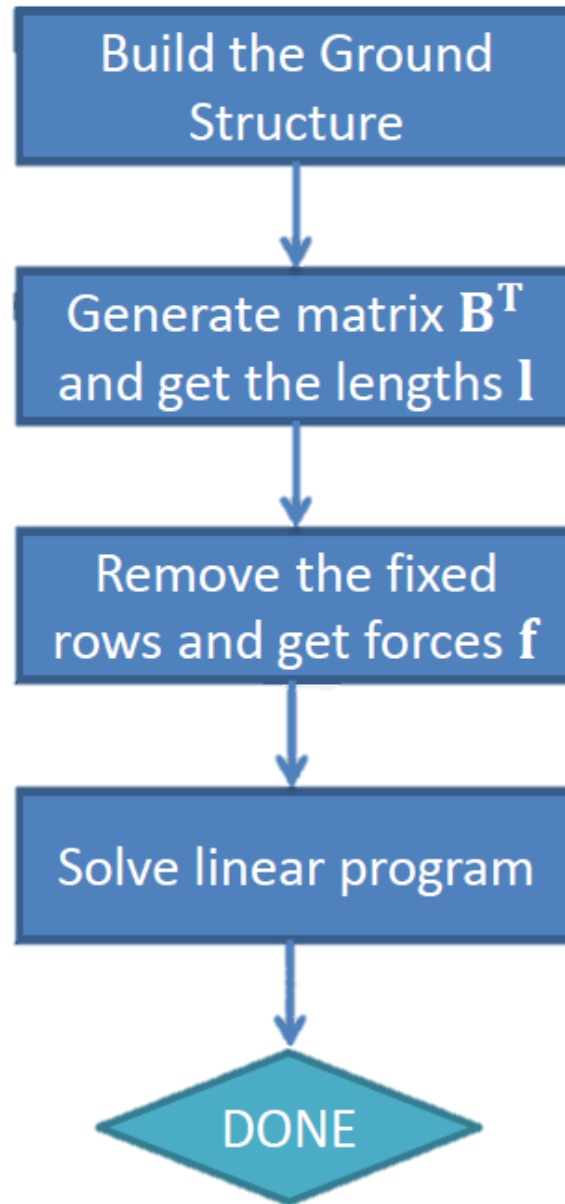 Build the Ground
Structure
Generate matrix B^T
and get the lengths l
Remove the fixed
rows and get forces f
Solve linear program
DONE